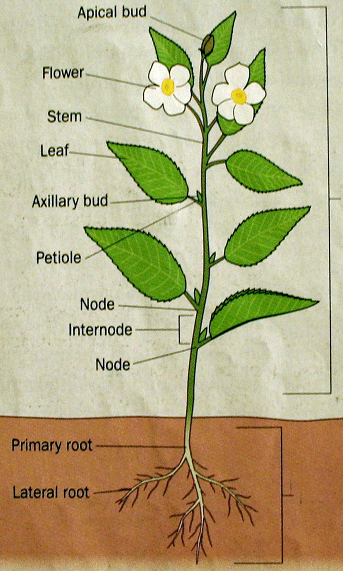 Apical bud
Flower
Stem
Leaf
Axillary bud
Petiole
Node
Internode
Node
Primary root
Lateral root